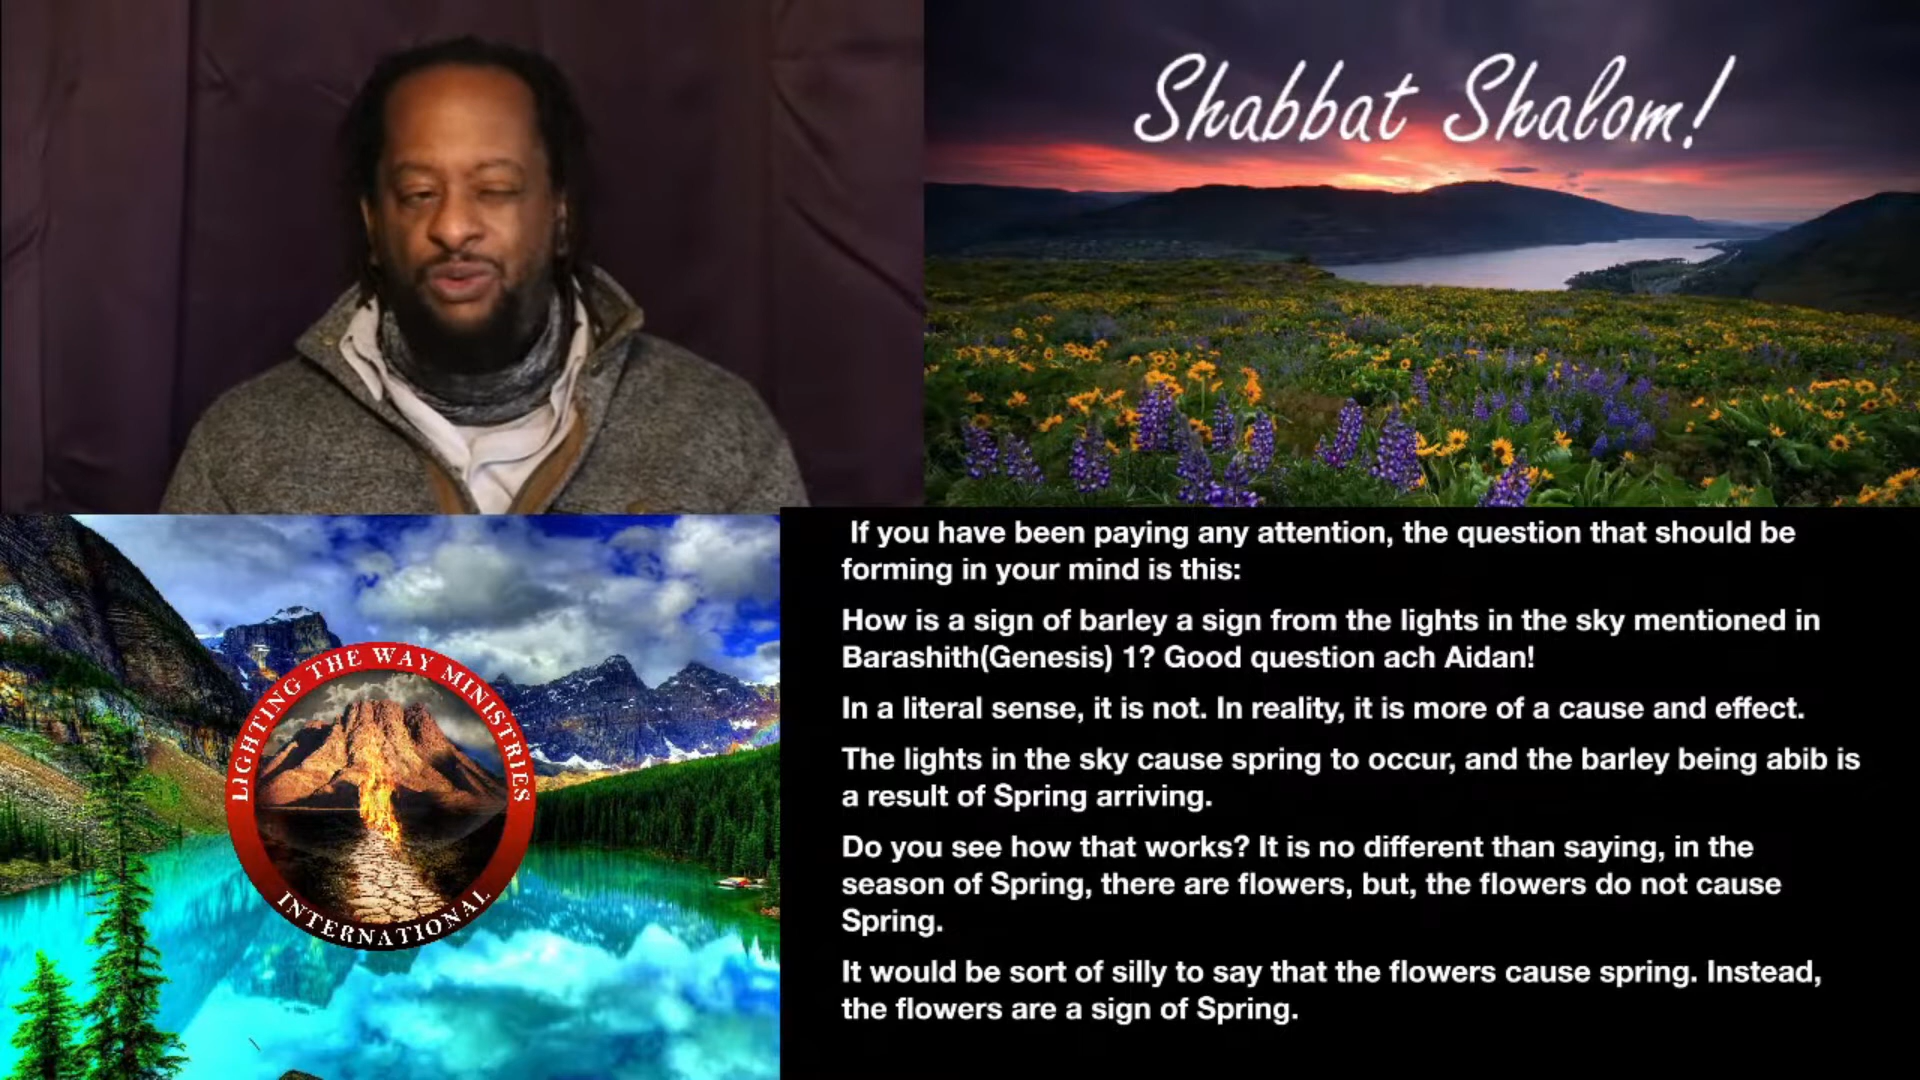 Shabbat Shalom!
LIGHTING THE WAY MINISTRIES
INTERNATIONAL
If you have been paying any attention, the question that should be
forming in your mind is this:
How is a sign of barley a sign from the lights in the sky mentioned in
Barashith(Genesis) 1? Good question ach Aidan!
In a literal sense, it is not. In reality, it is more of a cause and effect.
The lights in the sky cause spring to occur, and the barley being abib is
a result of Spring arriving.
Do you see how that works? It is no different than saying, in the
season of Spring, there are flowers, but, the flowers do not cause
Spring.
It would be sort of silly to say that the flowers cause spring. Instead,
the flowers are a sign of Spring.